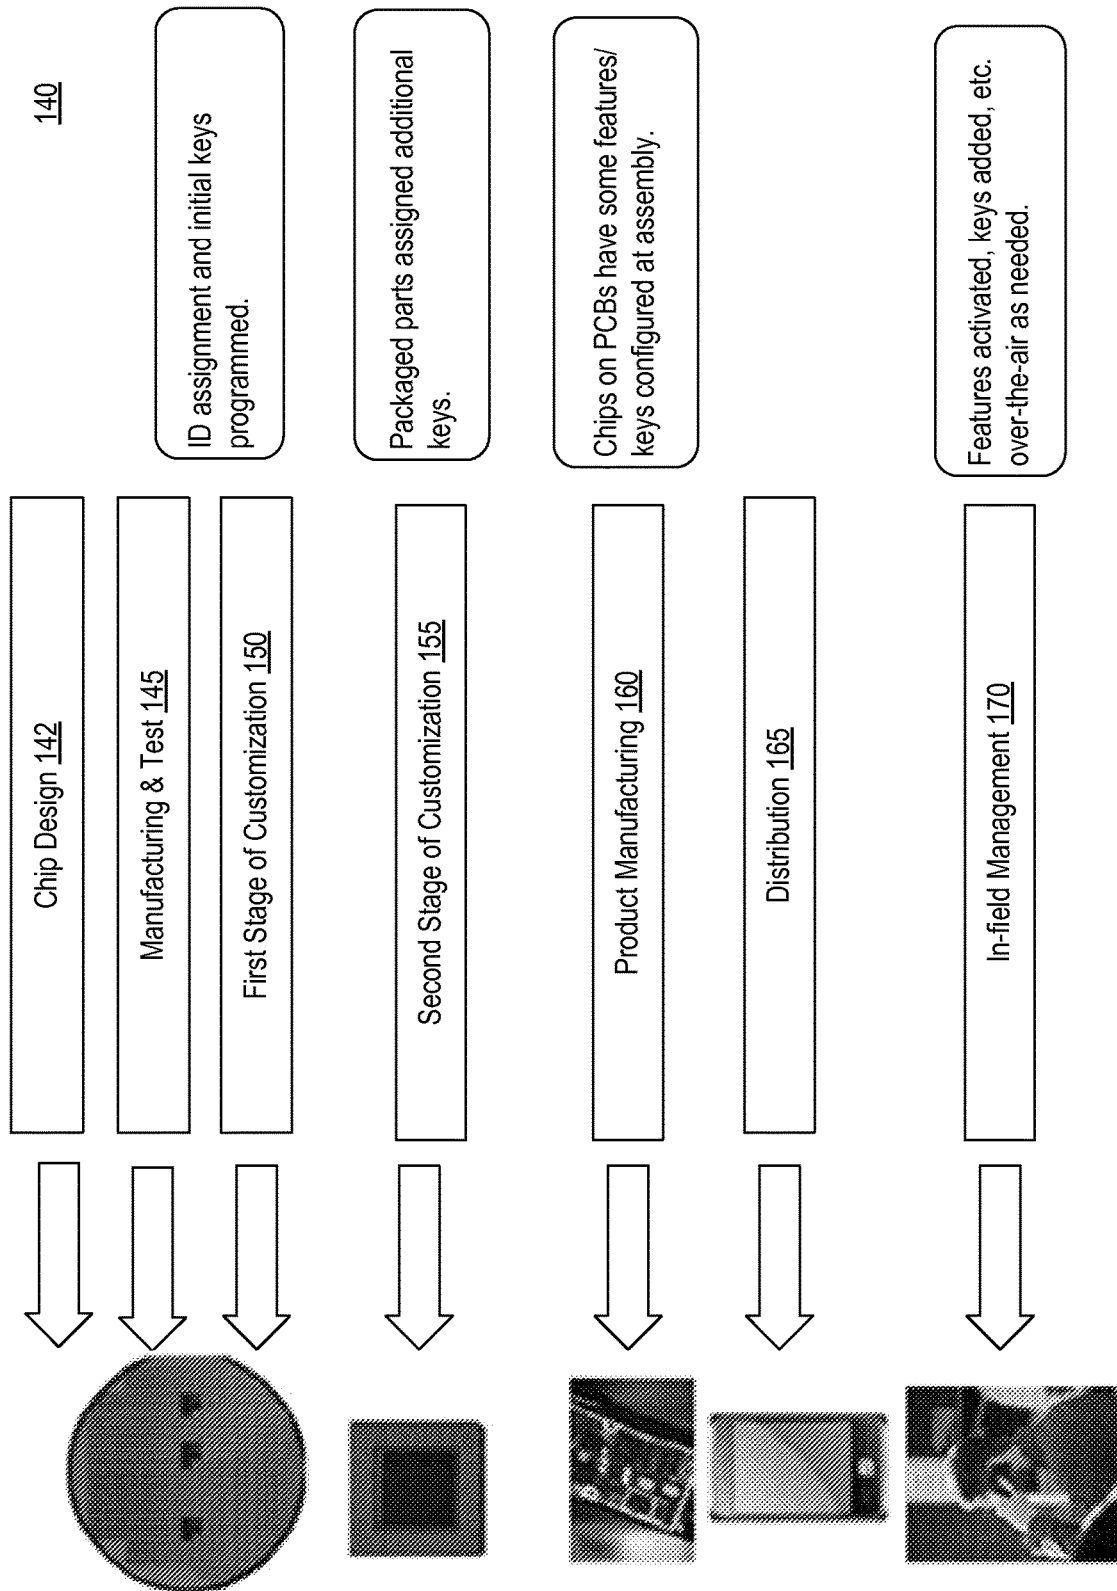 140
Chip Design 142
Manufacturing & Test 145
First Stage of Customization 150
ID assignment and initial keys
programmed.
Second Stage of Customization 155
Packaged parts assigned additional
keys.
Product Manufacturing 160
Chips on PCBs have some features/
keys configured at assembly.
Distribution 165
In-field Management 170
Features activated, keys added, etc.
over-the-air as needed.